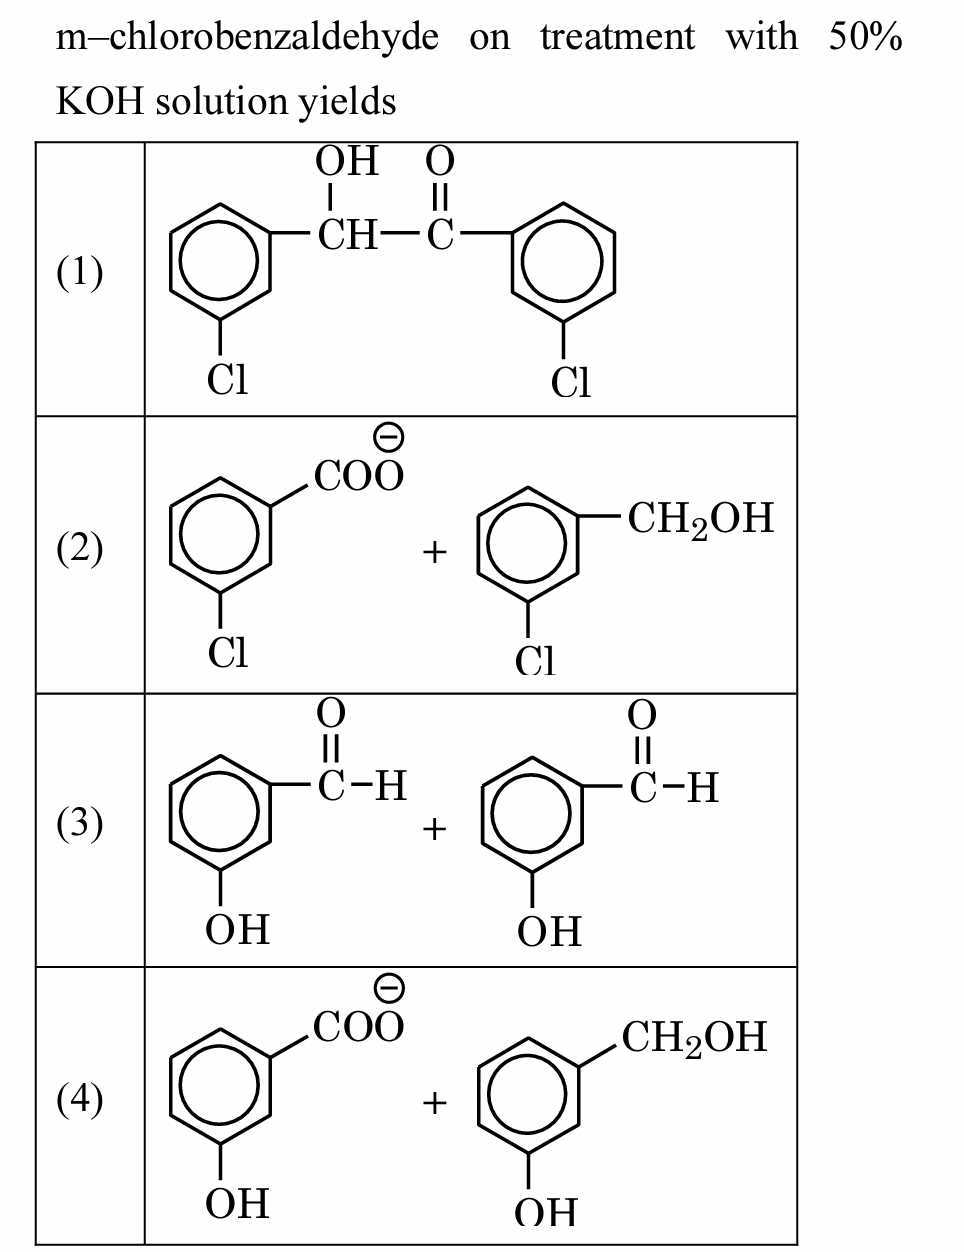 m–chlorobenzaldehyde on treatment with 50%
KOH solution yields
(1)
OH O
CH C
Cl Cl
(2)
⊖
COO + CH₂OH
Cl Cl
(3)
O O
C–H + C–H
OH OH
(4)
⊖
COO + CH₂OH
OH OH